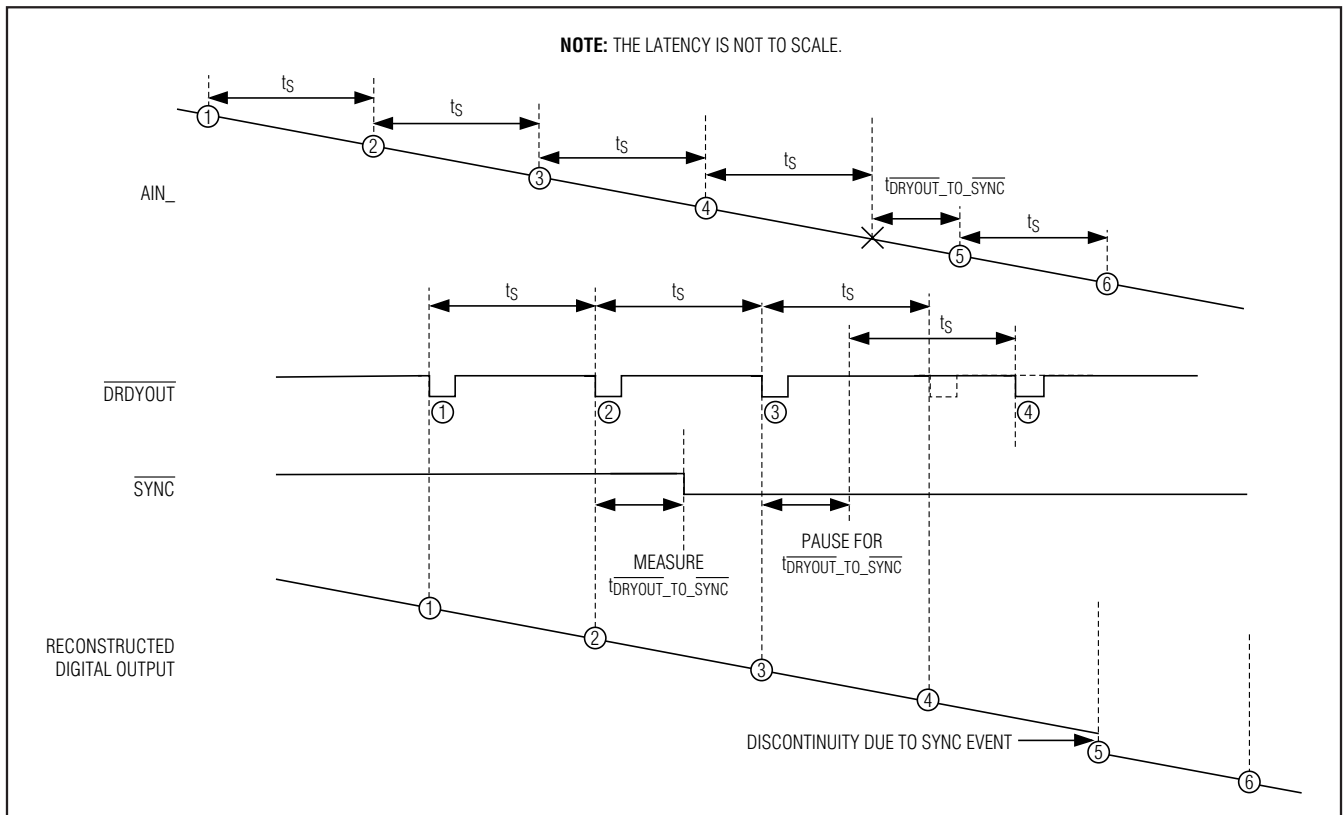 NOTE: THE LATENCY IS NOT TO SCALE.
tS
tS
tS
tS
tDRYOUT_TO_SYNC
tS
AIN_
1
2
3
4
5
6
tS
tS
tS
tS
DRDYOUT
1
2
3
4
SYNC
MEASURE
tDRYOUT_TO_SYNC
PAUSE FOR
tDRYOUT_TO_SYNC
RECONSTRUCTED
DIGITAL OUTPUT
1
2
3
4
DISCONTINUITY DUE TO SYNC EVENT
5
6